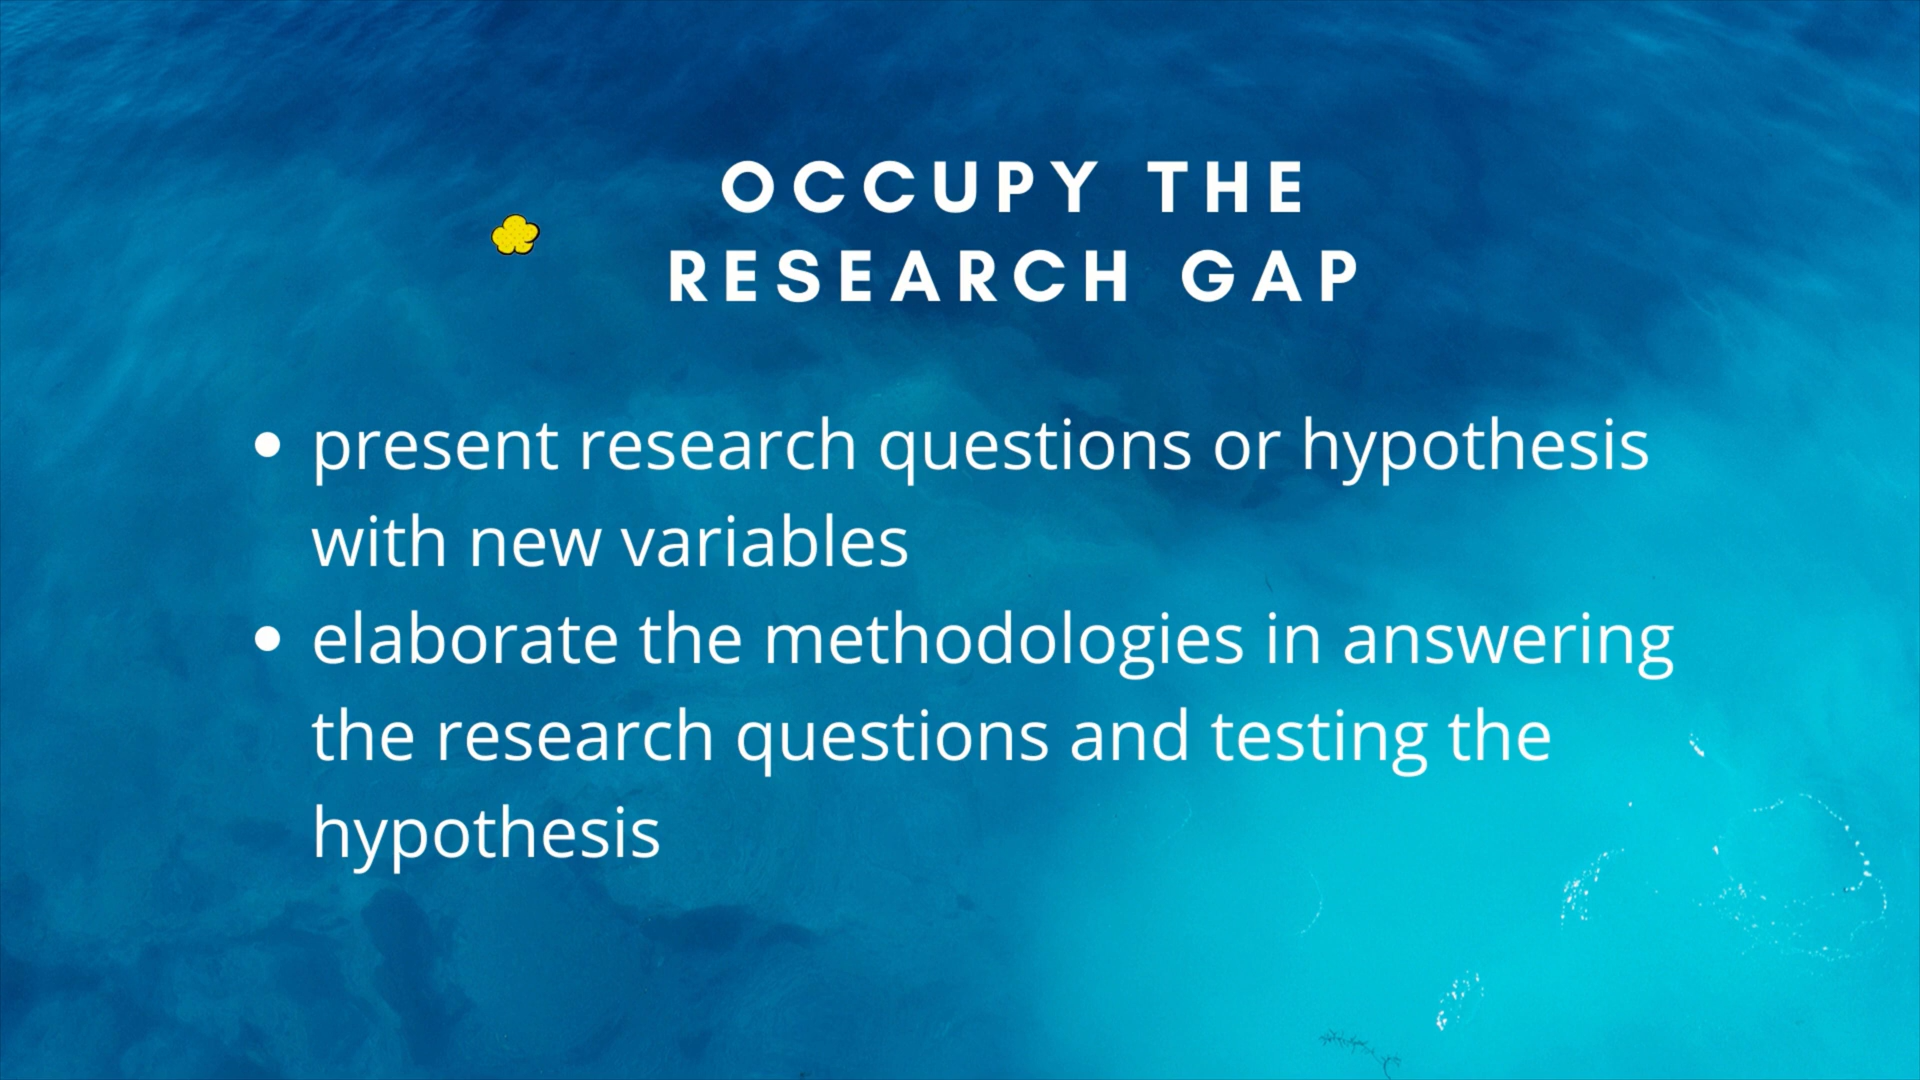 OCCUPY THE
RESEARCH GAP
• present research questions or hypothesis
with new variables
• elaborate the methodologies in answering
the research questions and testing the
hypothesis